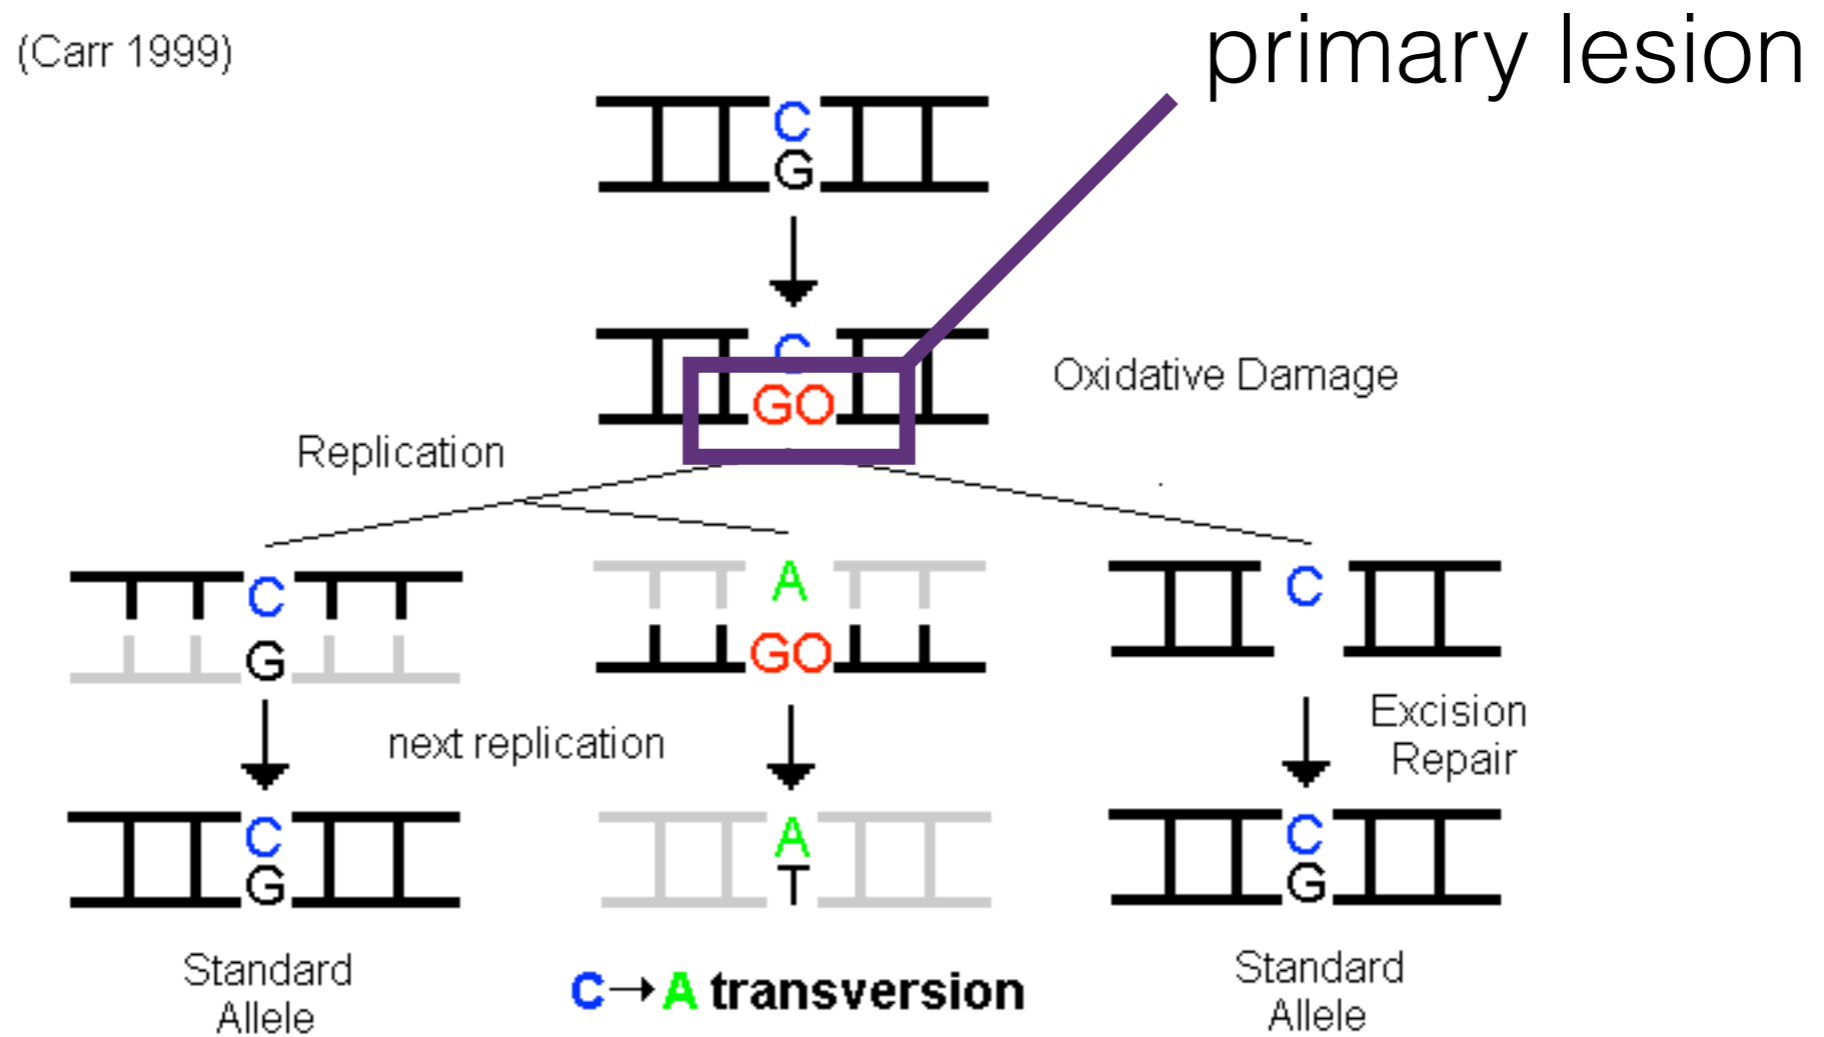 (Carr 1999)
primary lesion
C
G
C
GO
Oxidative Damage
Replication
C
G
A
GO
C
next replication
Excision
Repair
C
G
A
T
C
G
Standard
Allele
C→A transversion
Standard
Allele